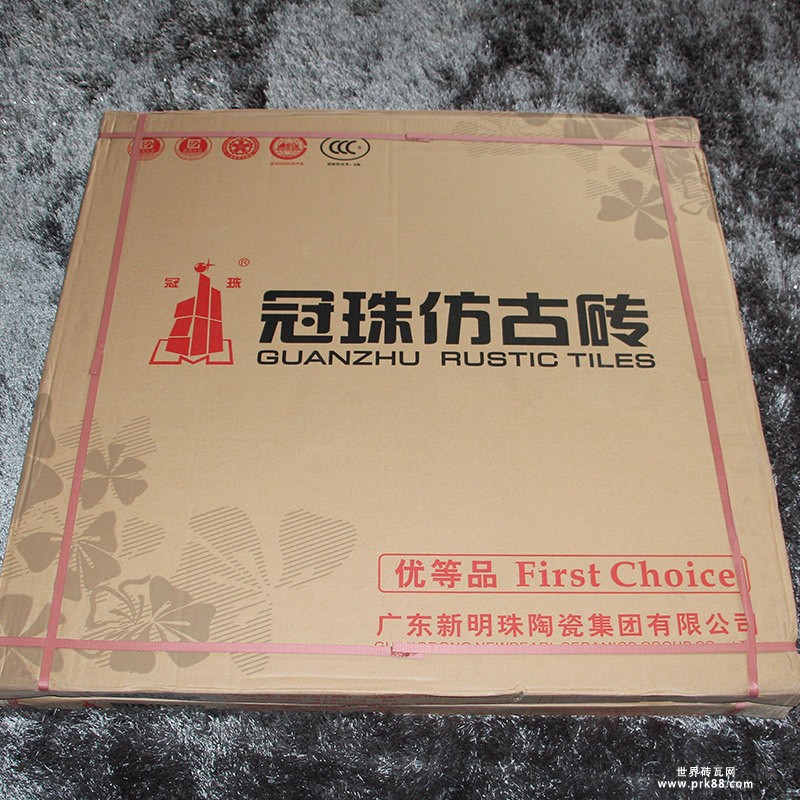 CCC
冠 珠 ®
冠珠仿古砖
GUANZHU RUSTIC TILES
优等品 First Choice
广东新明珠陶瓷集团有限公司
世界砖瓦网
www.prk88.com